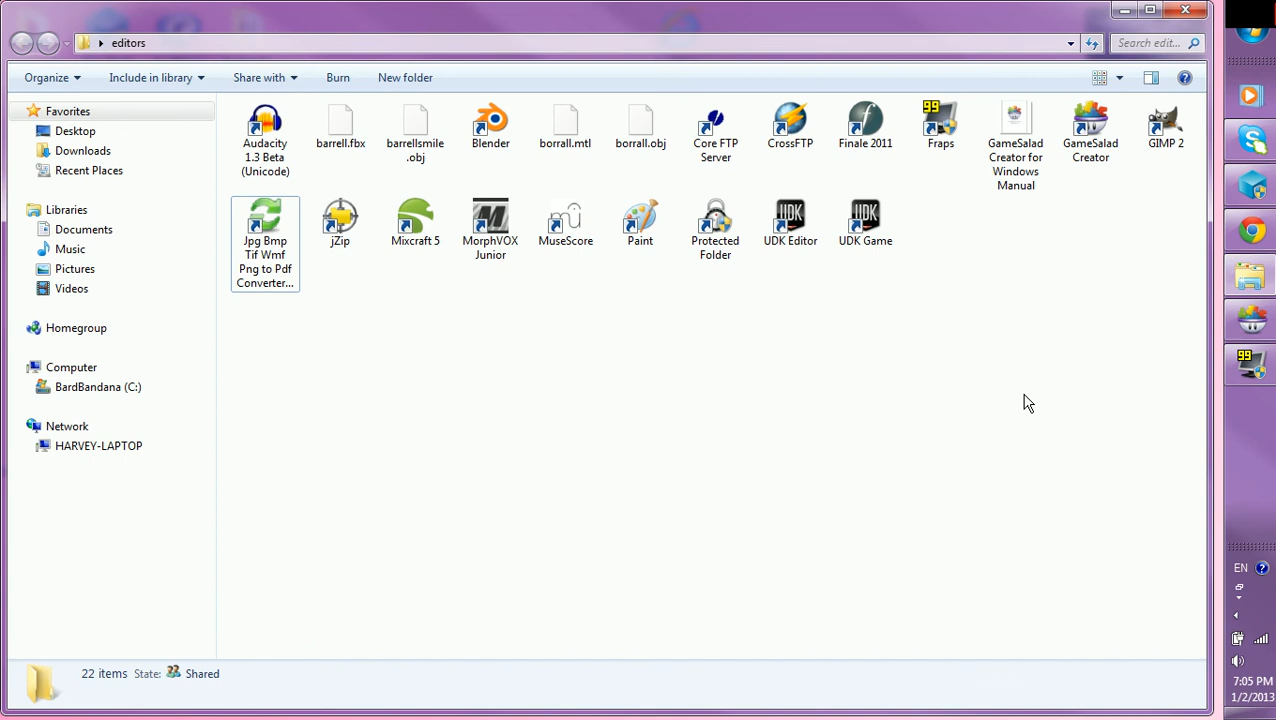 editors
Search edit...
Organize Include in library Share with Burn New folder
Favorites
Desktop
Downloads
Recent Places
Libraries
Documents
Music
Pictures
Videos
Homegroup
Computer
BardBandana (C:)
Network
HARVEY-LAPTOP
Audacity
1.3 Beta
(Unicode)
barrell.fbx
barrellsmile
.obj
Blender
borrall.mtl
borrall.obj
Core FTP
Server
CrossFTP
Finale 2011
99
Fraps
GameSalad
Creator for
Windows
Manual
GameSalad
Creator
GIMP 2
Jpg Bmp
Tif Wmf
Png to Pdf
Converter...
jZip
Mixcraft 5
MorphVOX
Junior
MuseScore
Paint
Protected
Folder
UDK
UDK Editor
UDK
UDK Game
22 items State: Shared
99
EN
7:05 PM
1/2/2013